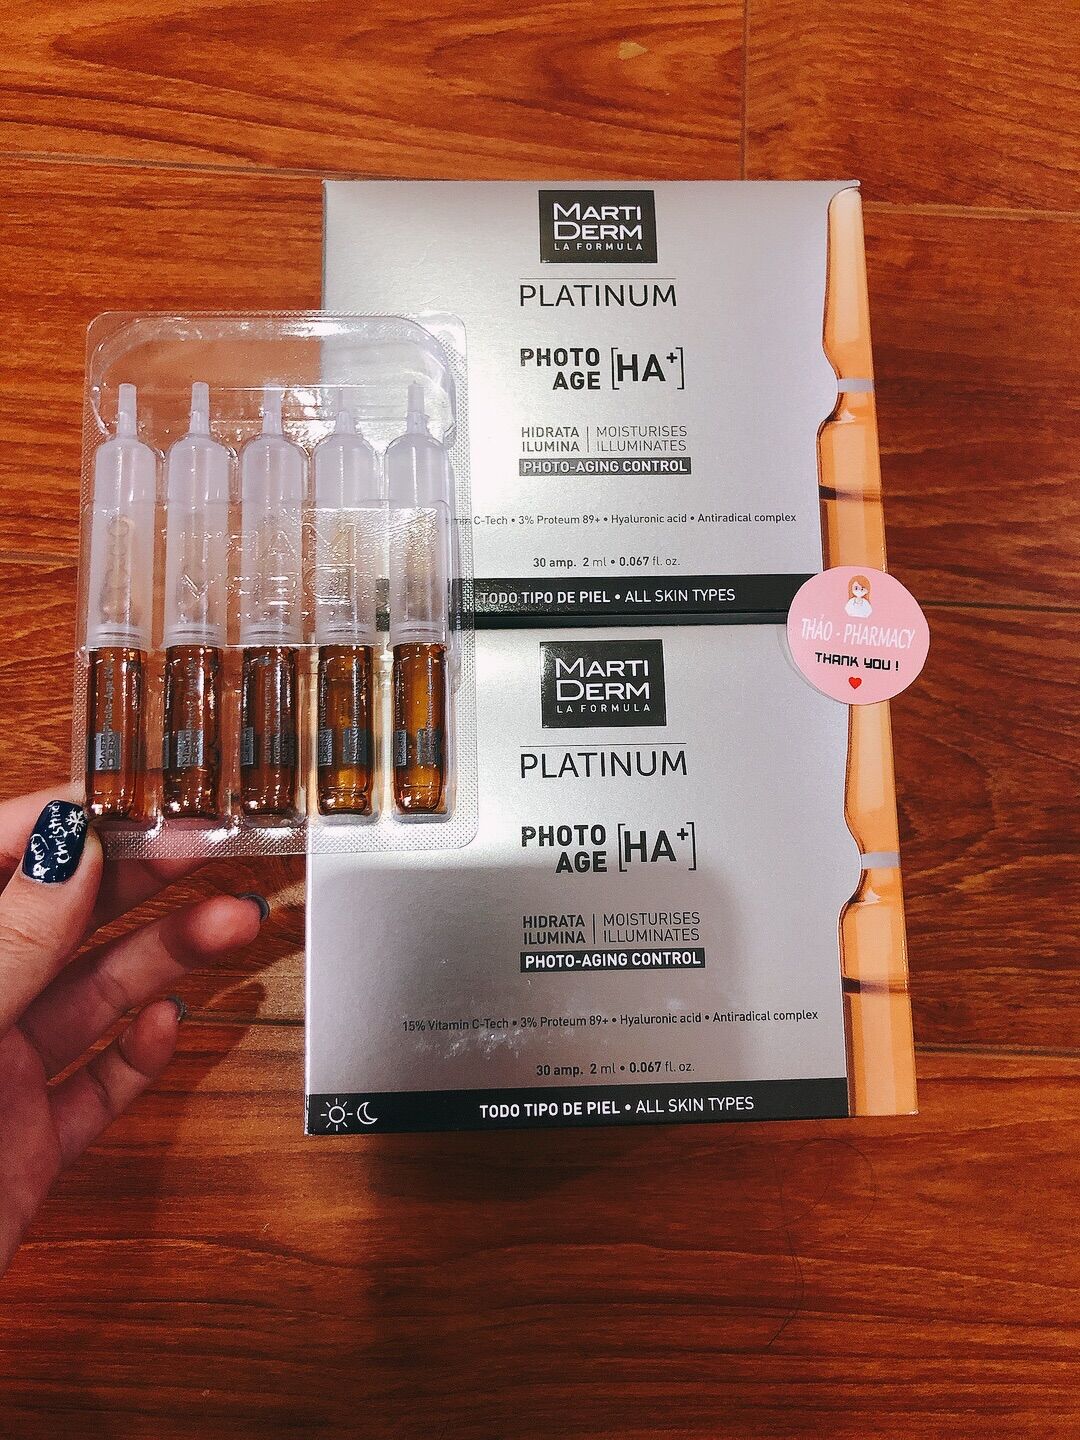 MARTI
DERM
LA FORMULA
PLATINUM
PHOTO
AGE [HA+]
HIDRATA | MOISTURISES
ILUMINA | ILLUMINATES
PHOTO-AGING CONTROL
C-Tech • 3% Proteum 89+ • Hyaluronic acid • Antiradical complex
30 amp. 2 ml • 0.067 fl. oz.
TODO TIPO DE PIEL • ALL SKIN TYPES
THẢO - PHARMACY
THANK YOU !
MARTI
DERM
LA FORMULA
PLATINUM
PHOTO
AGE [HA+]
HIDRATA | MOISTURISES
ILUMINA | ILLUMINATES
PHOTO-AGING CONTROL
15% Vitamin C-Tech • 3% Proteum 89+ • Hyaluronic acid • Antiradical complex
30 amp. 2 ml • 0.067 fl. oz.
TODO TIPO DE PIEL • ALL SKIN TYPES
MARTI
DERM